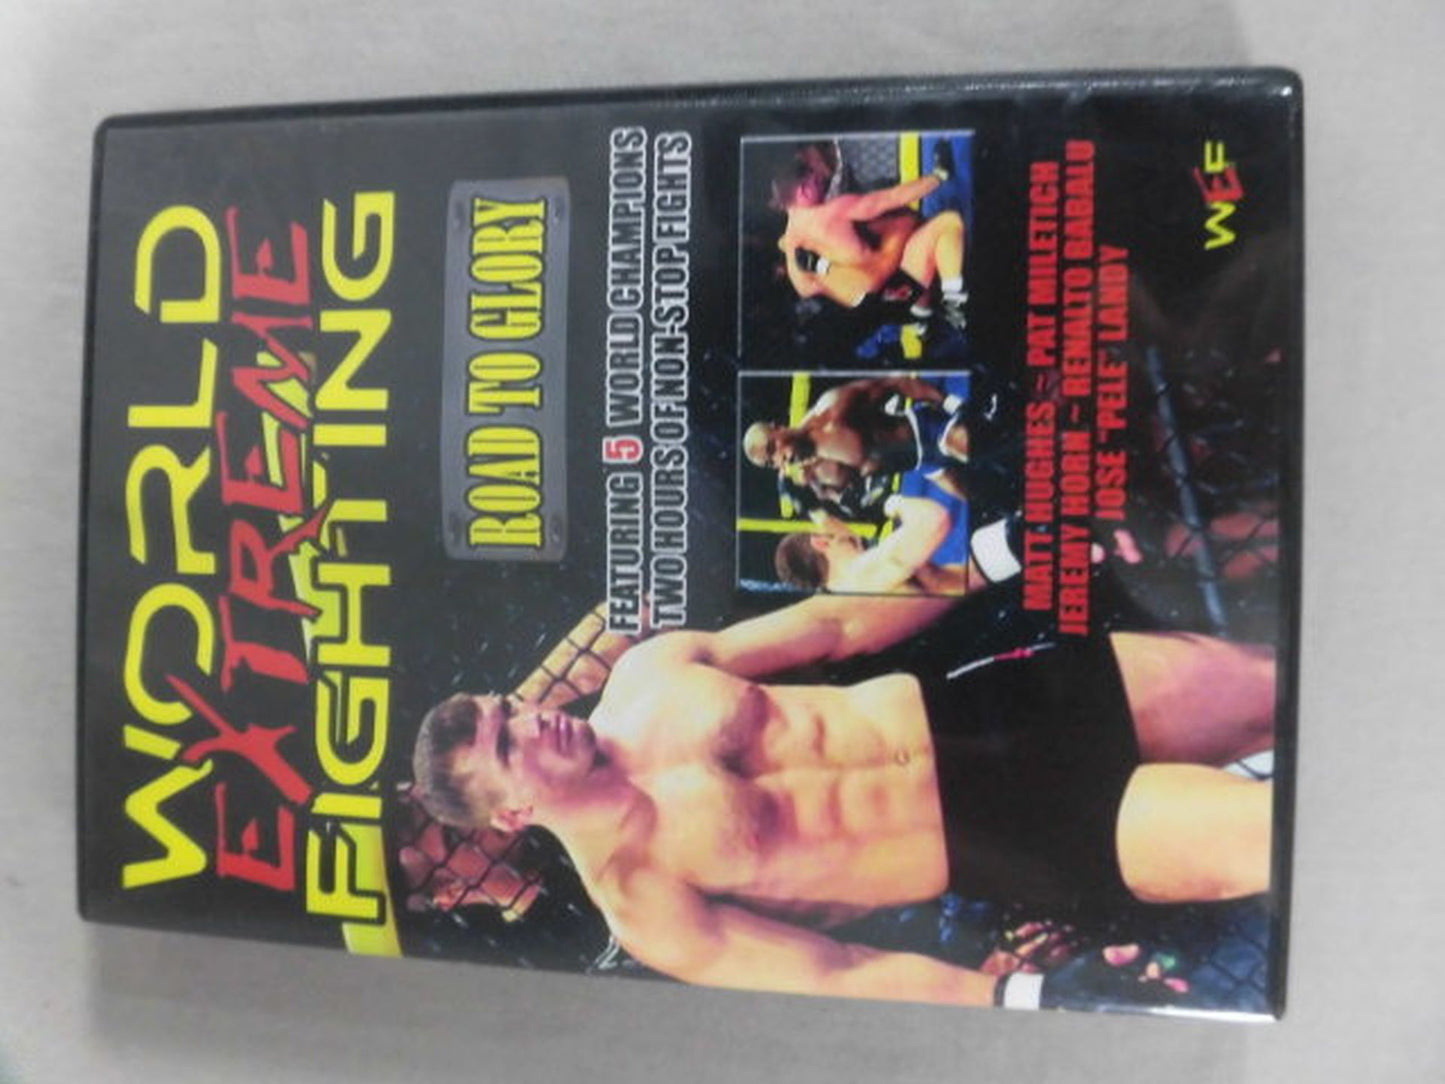 WORLD
EXTREME
FIGHTING
ROAD TO GLORY
FEATURING 5 WORLD CHAMPIONS
TWO HOURS OF NON-STOP FIGHTS
MATT HUGHES ~ PAT MILETICH
JEREMY HORN ~ RENALTO BABALU
JOSE "PELE" LANDY
WEF